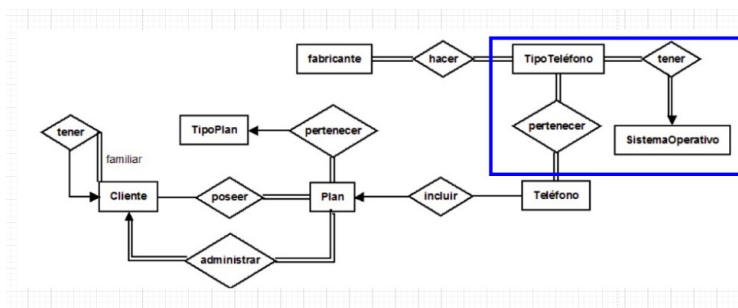 fabricante
hacer
TipoTeléfono
tener
tener
TipoPlan
pertenecer
pertenecer
SistemaOperativo
familiar
Cliente
poseer
Plan
incluir
Teléfono
administrar